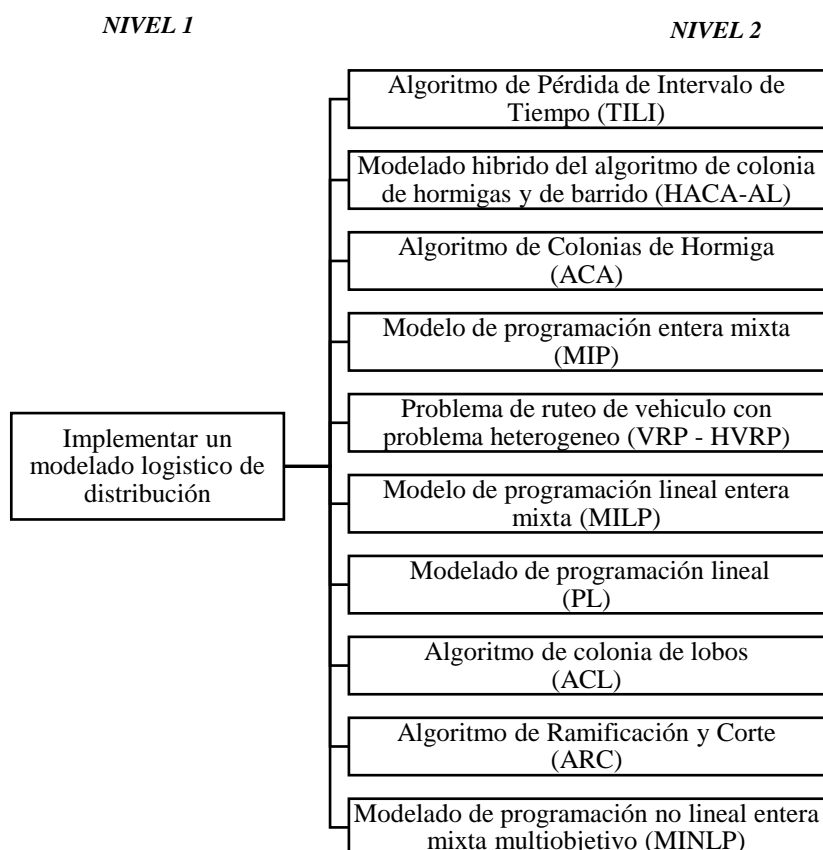 NIVEL 1
NIVEL 2
Algoritmo de Pérdida de Intervalo de
Tiempo (TILI)
Modelado hibrido del algoritmo de colonia
de hormigas y de barrido (HACA-AL)
Algoritmo de Colonias de Hormiga
(ACA)
Modelo de programación entera mixta
(MIP)
Problema de ruteo de vehiculo con
problema heterogeneo (VRP - HVRP)
Implementar un
modelado logistico de
distribución
Modelo de programación lineal entera
mixta (MILP)
Modelado de programación lineal
(PL)
Algoritmo de colonia de lobos
(ACL)
Algoritmo de Ramificación y Corte
(ARC)
Modelado de programación no lineal entera
mixta multiobjetivo (MINLP)